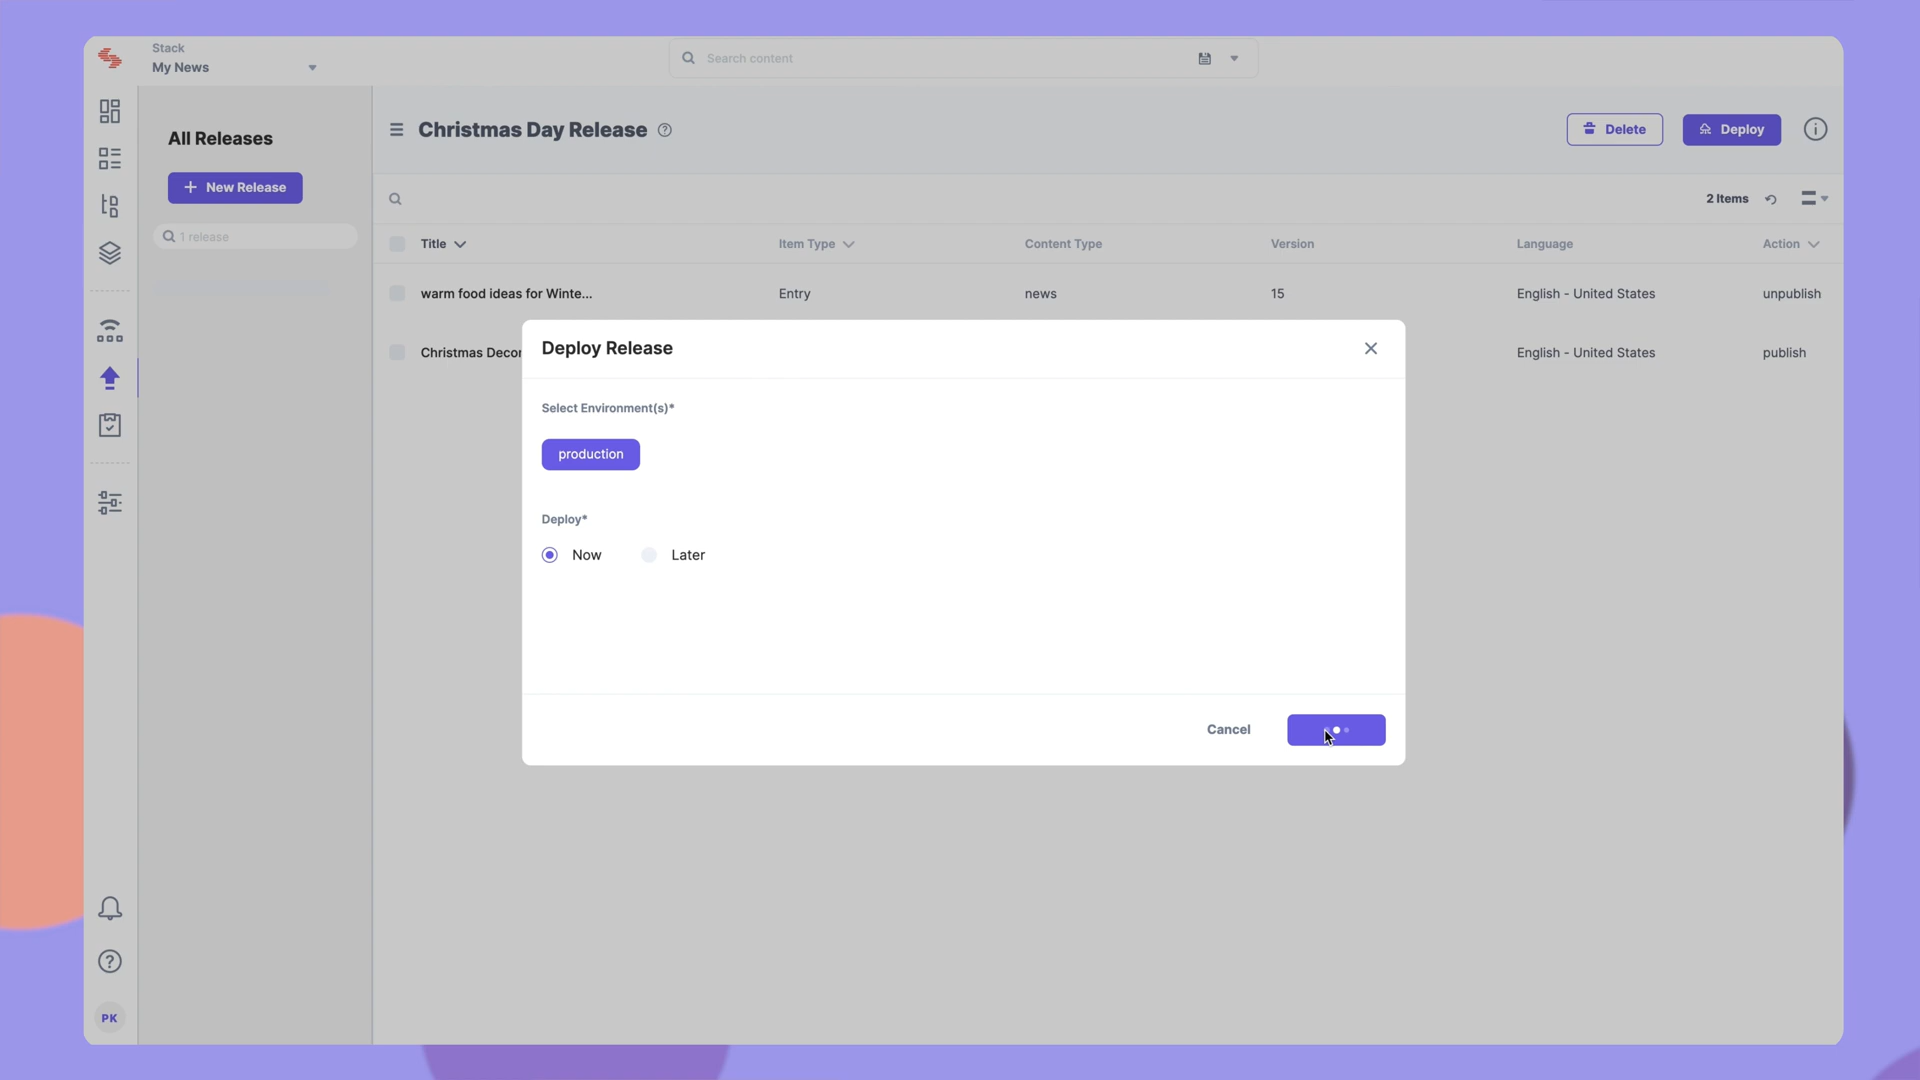 Stack
My News
Search content
All Releases
New Release
1 release
Christmas Day Release
Delete
Deploy
2 Items
Title
Item Type
Content Type
Version
Language
Action
warm food ideas for Winte...
Entry
news
15
English - United States
unpublish
Christmas Decor
English - United States
publish
Deploy Release
Select Environment(s)*
production
Deploy*
Now
Later
Cancel
PK